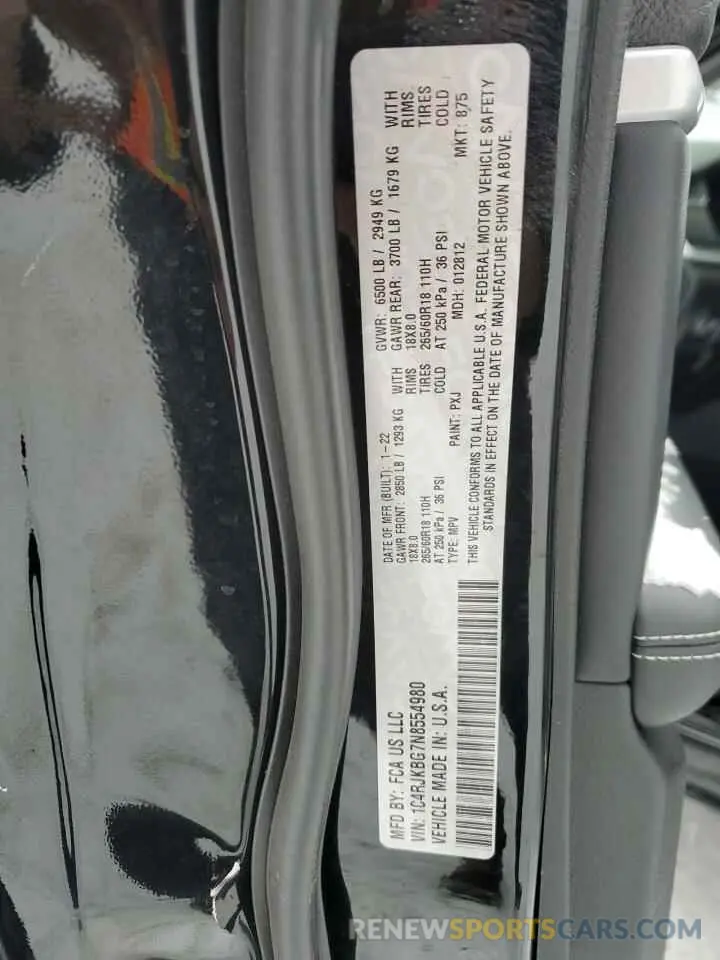 MFD BY: FCA US LLC
VIN: 1C4RJKBG7N8554980
VEHICLE MADE IN: U.S.A.
DATE OF MFR (BUILT): 1-22
GAWR FRONT: 2850 LB / 1293 KG WITH
18X8.0 RIMS
265/60R18 110H TIRES
AT 250 kPa / 36 PSI COLD
TYPE: MPV PAINT: PXJ
GVWR: 6500 LB / 2949 KG
GAWR REAR: 3700 LB / 1679 KG WITH
18X8.0 RIMS
265/60R18 110H TIRES
AT 250 kPa / 36 PSI COLD
MDH: 012812 MKT: 875
THIS VEHICLE CONFORMS TO ALL APPLICABLE U.S.A. FEDERAL MOTOR VEHICLE SAFETY
STANDARDS IN EFFECT ON THE DATE OF MANUFACTURE SHOWN ABOVE.
RENEWSPORTSCARS.COM